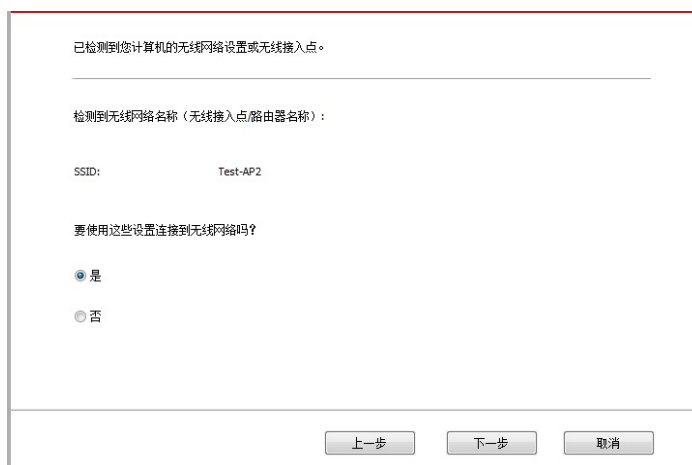 已检测到您计算机的无线网络设置或无线接入点。
检测到无线网络名称（无线接入点/路由器名称）:
SSID: Test-AP2
要使用这些设置连接到无线网络吗?
是
否
上一步 下一步 取消